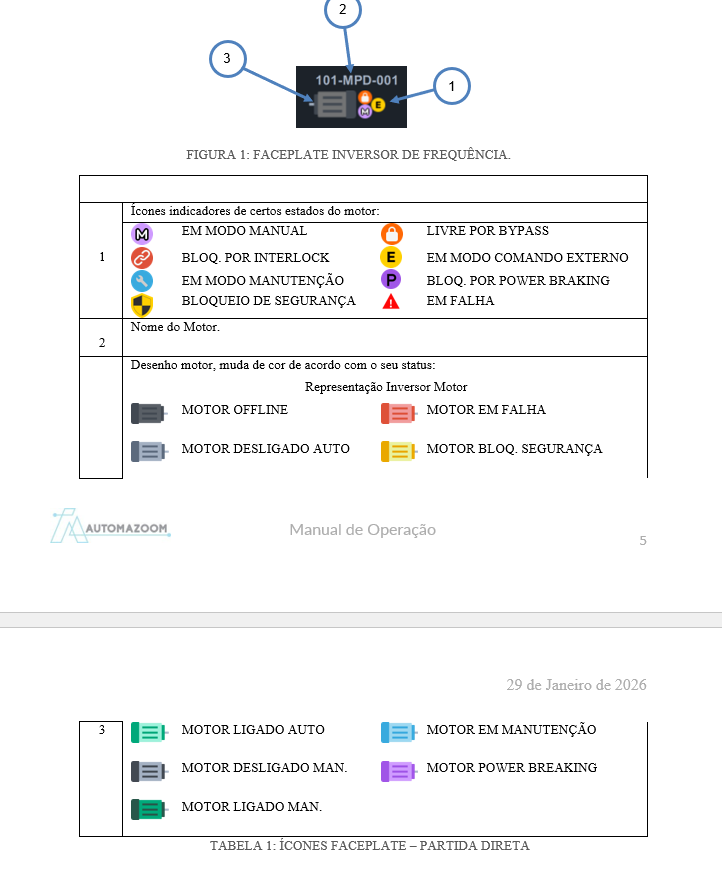 2
3
101-MPD-001
1
E
M
FIGURA 1: FACEPLATE INVERSOR DE FREQUÊNCIA.
Ícones indicadores de certos estados do motor:
1
M EM MODO MANUAL
LIVRE POR BYPASS
BLOQ. POR INTERLOCK
E EM MODO COMANDO EXTERNO
EM MODO MANUTENÇÃO
P BLOQ. POR POWER BRAKING
BLOQUEIO DE SEGURANÇA
EM FALHA
2
Nome do Motor.
Desenho motor, muda de cor de acordo com o seu status:
Representação Inversor Motor
MOTOR OFFLINE
MOTOR EM FALHA
MOTOR DESLIGADO AUTO
MOTOR BLOQ. SEGURANÇA
AUTOMAZOOM
Manual de Operação
5
29 de Janeiro de 2026
3
MOTOR LIGADO AUTO
MOTOR EM MANUTENÇÃO
MOTOR DESLIGADO MAN.
MOTOR POWER BREAKING
MOTOR LIGADO MAN.
TABELA 1: ÍCONES FACEPLATE – PARTIDA DIRETA